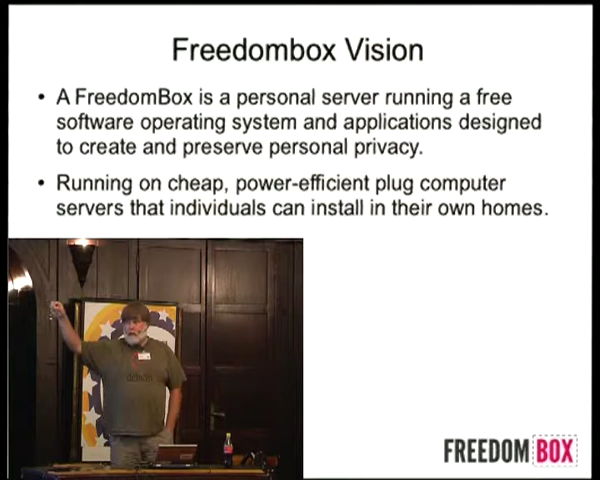 Freedombox Vision
• A FreedomBox is a personal server running a free
software operating system and applications designed
to create and preserve personal privacy.
• Running on cheap, power-efficient plug computer
servers that individuals can install in their own homes.
debian
FREEDOM BOX